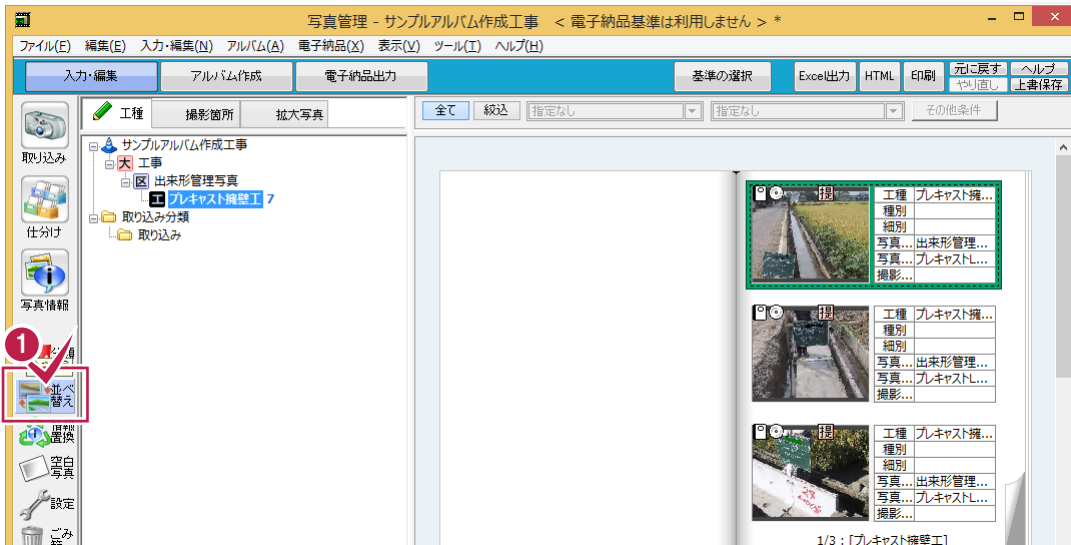 写真管理 - サンプルアルバム作成工事 < 電子納品基準は利用しません > *
ファイル(F) 編集(E) 入力・編集(N) アルバム(A) 電子納品(X) 表示(V) ツール(T) ヘルプ(H)
入力・編集 アルバム作成 電子納品出力 基準の選択 Excel出力 HTML 印刷 元に戻す ヘルプ
やり直し 上書保存
工種 撮影箇所 拡大写真 全て 絞込 指定なし 指定なし その他条件
取り込み
仕分け
写真情報
1
並べ
替え
情報
置換
空白
写真
設定
ごみ
サンプルアルバム作成工事
大 工事
区 出来形管理写真
工 プレキャスト擁壁工 7
取り込み分類
取り込み
提
工種 プレキャスト擁...
種別
細別
写真... 出来形管理...
写真... プレキャストL...
撮影...
提
工種 プレキャスト擁...
種別
細別
写真... 出来形管理...
写真... プレキャストL...
撮影...
提
工種 プレキャスト擁...
種別
細別
写真... 出来形管理...
写真... プレキャストL...
撮影...
1/3 : [プレキャスト擁壁工]